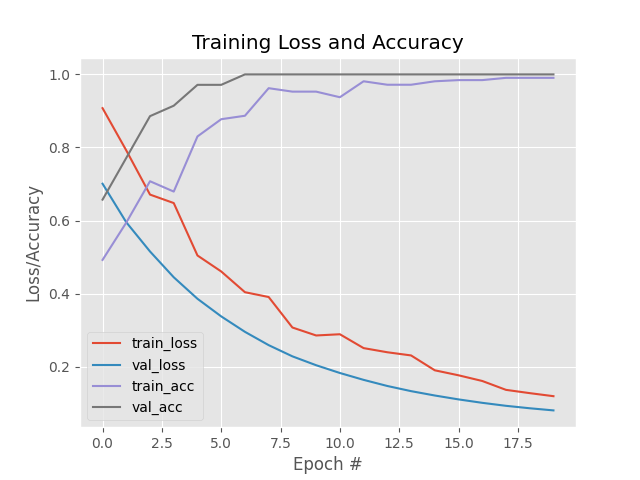 Training Loss and Accuracy
Loss/Accuracy
1.0
0.8
0.6
0.4
0.2
train_loss
val_loss
train_acc
val_acc
0.0 2.5 5.0 7.5 10.0 12.5 15.0 17.5
Epoch #